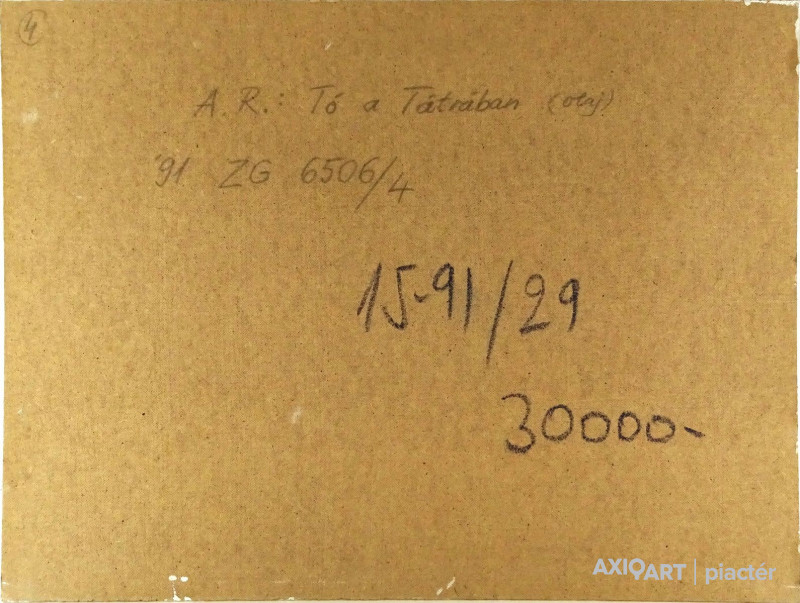 4
A. R.: Tó a Tátrában (olaj)
'91 ZG 6506/4
15-91/29
30000-
AXIOART | piactér